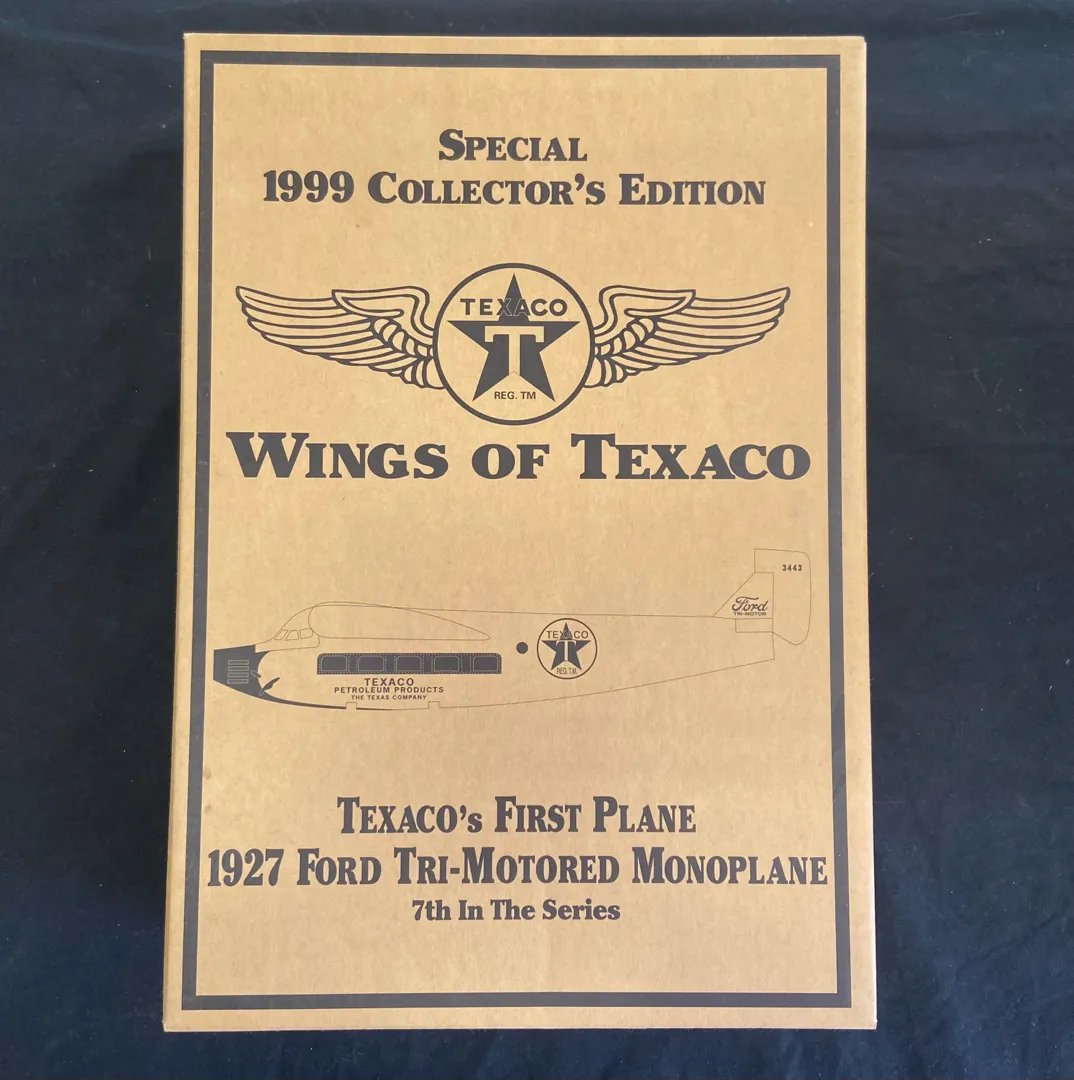 SPECIAL
1999 COLLECTOR'S EDITION
TEXACO
T
REG. TM
WINGS OF TEXACO
3443
Ford
TRI-MOTOR
TEXACO
T
REG. T.M.
TEXACO
PETROLEUM PRODUCTS
THE TEXAS COMPANY
TEXACO'S FIRST PLANE
1927 FORD TRI-MOTORED MONOPLANE
7th In The Series